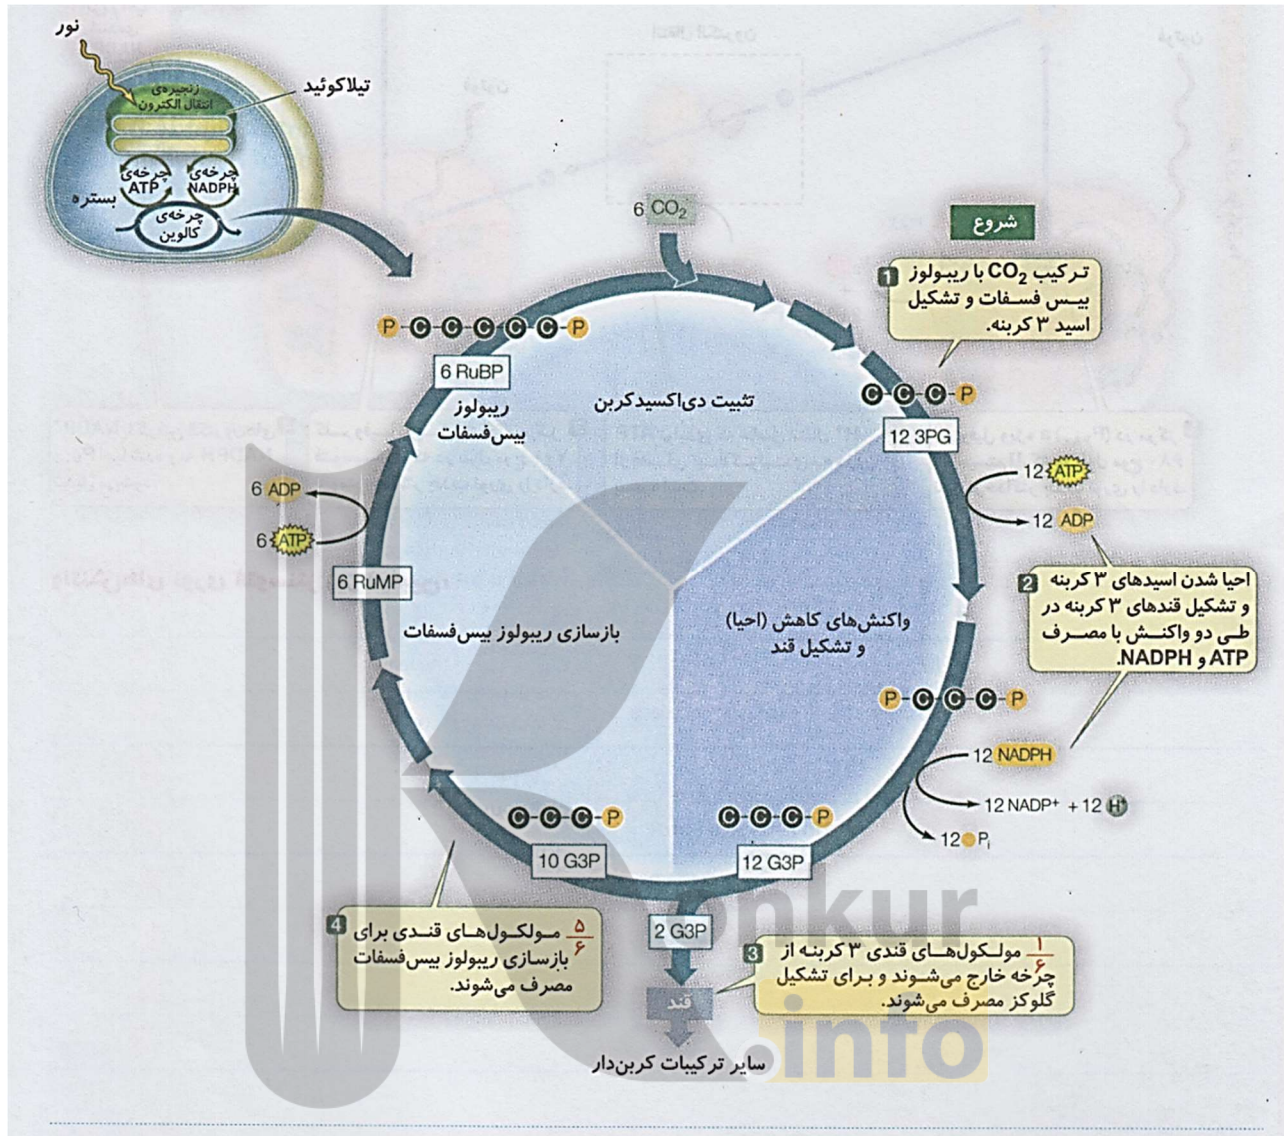 نور
زنجیره‌ی
انتقال الکترون
تیلاکوئید
چرخه‌ی
ATP
چرخه‌ی
NADPH
بستره
چرخه‌ی
کالوین
6 CO₂
شروع
1
ترکیب CO₂ با ریبولوز
بیس فسفات و تشکیل
اسید ۳ کربنه.
P-C-C-C-C-C-P
6 RuBP
ریبولوز
بیس‌فسفات
تثبیت دی‌اکسیدکربن
C-C-C-P
12 3PG
12 ATP
12 ADP
6 ADP
6 ATP
6 RuMP
2
احیا شدن اسیدهای ۳ کربنه
و تشکیل قندهای ۳ کربنه در
طی دو واکنش با مصرف
ATP و NADPH.
واکنش‌های کاهش (احیا)
و تشکیل قند
بازسازی ریبولوز بیس‌فسفات
P-C-C-C-P
12 NADPH
12 NADP⁺ + 12 H⁺
12 Pᵢ
C-C-C-P
12 G3P
C-C-C-P
10 G3P
2 G3P
قند
سایر ترکیبات کربن‌دار
3
۱/۶ مولکول‌های قندی ۳ کربنه از
چرخه خارج می‌شوند و برای تشکیل
گلوکز مصرف می‌شوند.
4
۵/۶ مولکول‌های قندی برای
بازسازی ریبولوز بیس‌فسفات
مصرف می‌شوند.
onkur
.info